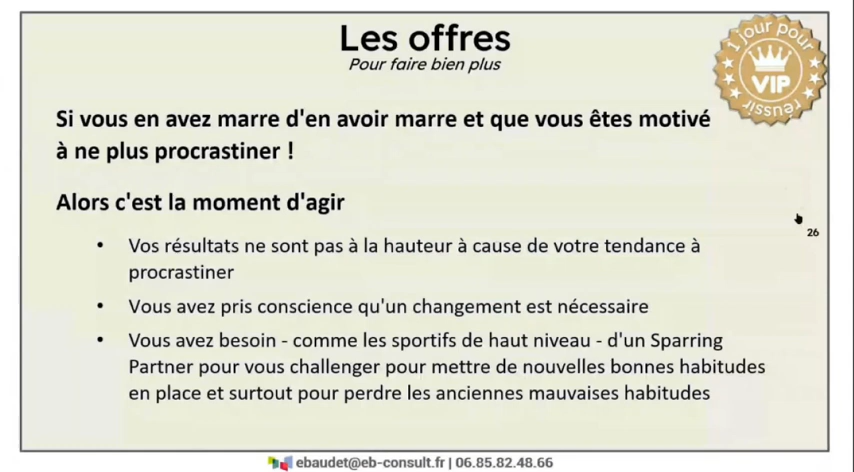 Les offres
Pour faire bien plus
1 jour pour
VIP
réussir
Si vous en avez marre d'en avoir marre et que vous êtes motivé
à ne plus procrastiner !
Alors c'est la moment d'agir
• Vos résultats ne sont pas à la hauteur à cause de votre tendance à
procrastiner
• Vous avez pris conscience qu'un changement est nécessaire
• Vous avez besoin - comme les sportifs de haut niveau - d'un Sparring
Partner pour vous challenger pour mettre de nouvelles bonnes habitudes
en place et surtout pour perdre les anciennes mauvaises habitudes
26
ebaudet@eb-consult.fr | 06.85.82.48.66